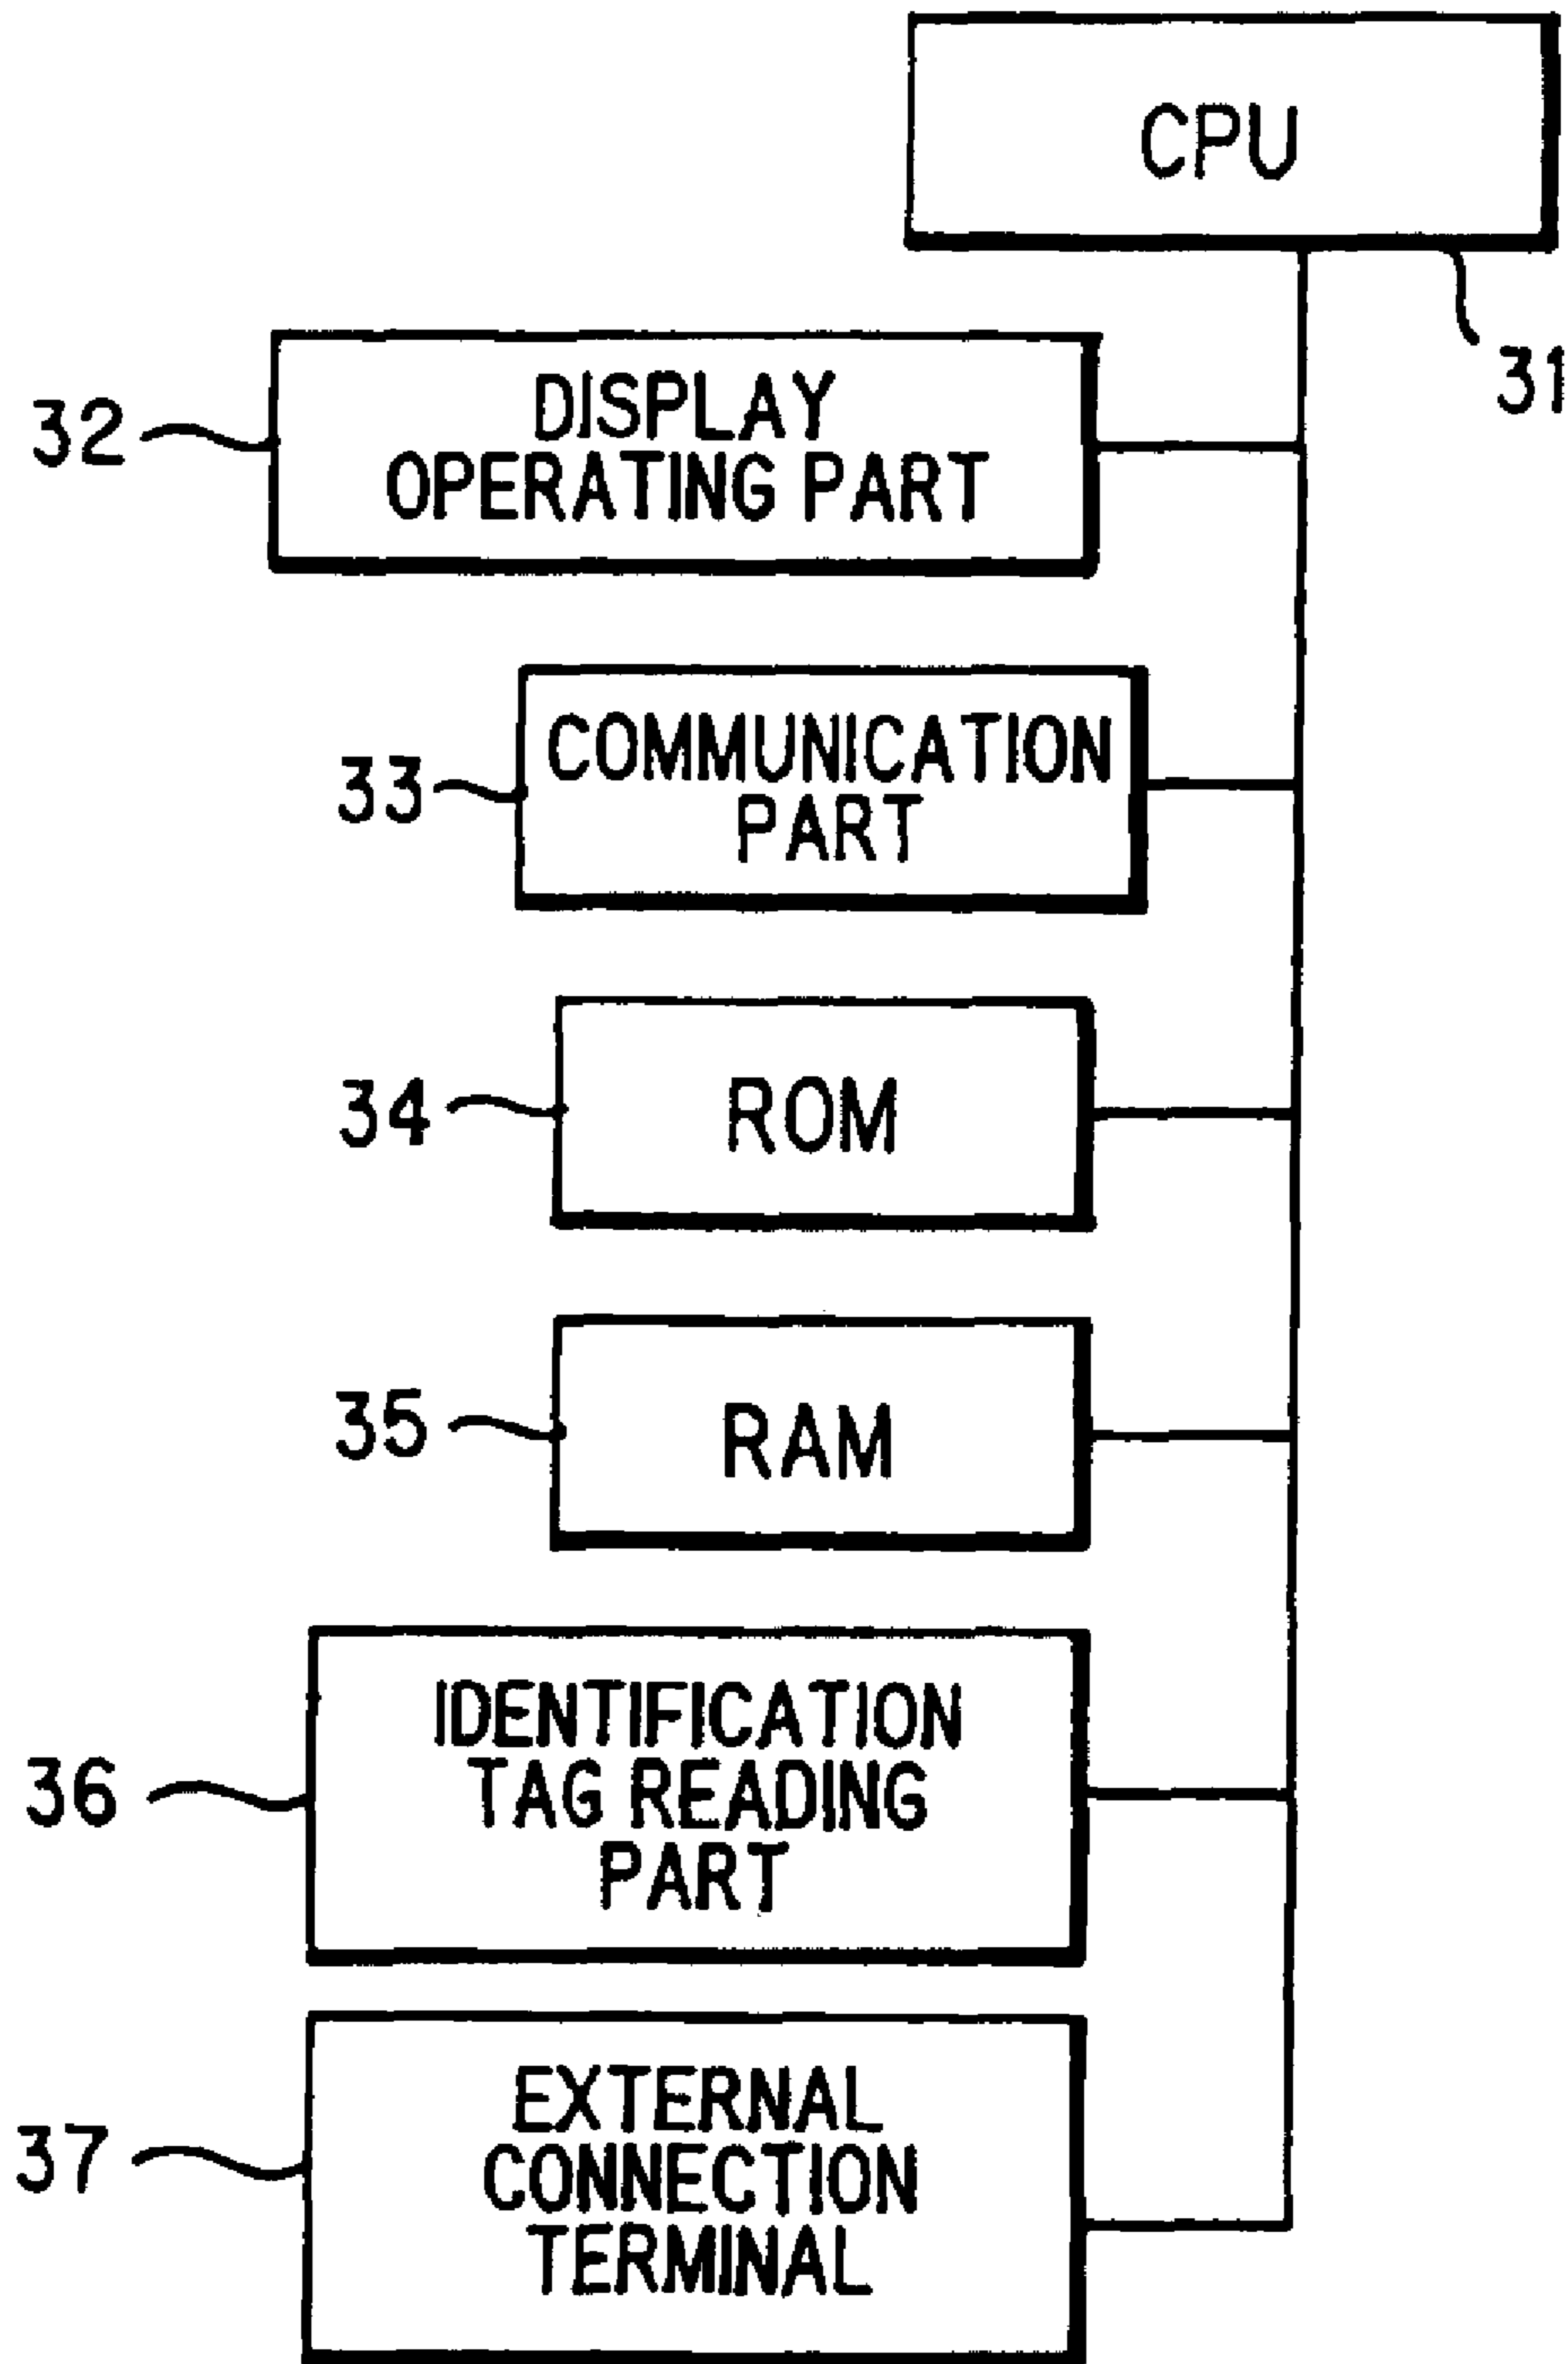 CPU
31
DISPLAY
OPERATING PART
32
COMMUNICATION
PART
33
ROM
34
RAM
35
IDENTIFICATION
TAG READING
PART
36
EXTERNAL
CONNECTION
TERMINAL
37